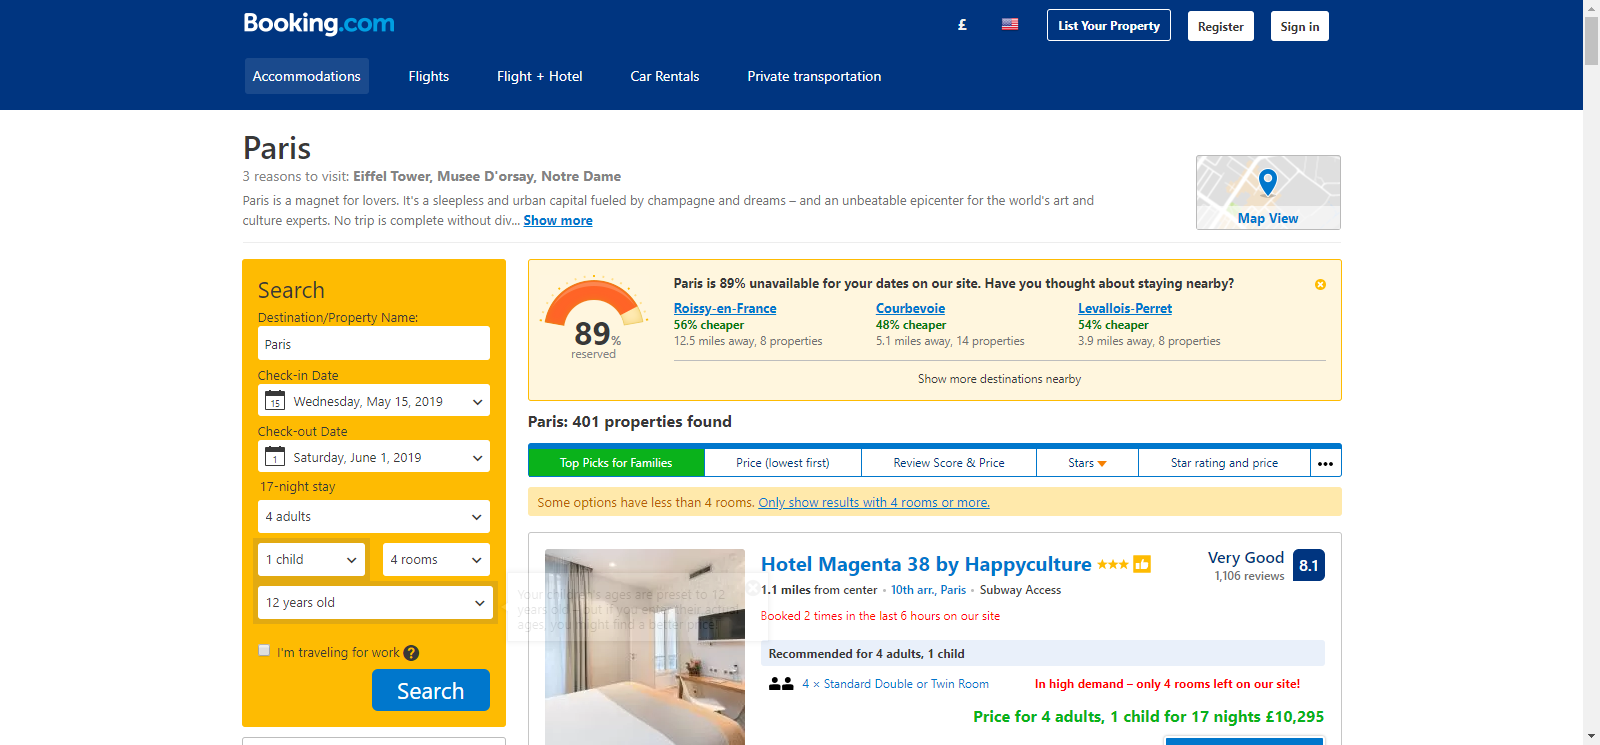 Booking.com
£
List Your Property
Register
Sign in
Accommodations
Flights
Flight + Hotel
Car Rentals
Private transportation
Paris
3 reasons to visit: Eiffel Tower, Musee D'orsay, Notre Dame
Paris is a magnet for lovers. It's a sleepless and urban capital fueled by champagne and dreams – and an unbeatable epicenter for the world's art and
culture experts. No trip is complete without div... Show more
Map View
Search
Destination/Property Name:
Paris
Check-in Date
15 Wednesday, May 15, 2019
Check-out Date
1 Saturday, June 1, 2019
17-night stay
4 adults
1 child
4 rooms
12 years old
Your children's ages are preset to 12
years old – but if you enter their actual
ages, you might find a better price.
I'm traveling for work ?
Search
89%
reserved
Paris is 89% unavailable for your dates on our site. Have you thought about staying nearby?
Roissy-en-France
56% cheaper
12.5 miles away, 8 properties
Courbevoie
48% cheaper
5.1 miles away, 14 properties
Levallois-Perret
54% cheaper
3.9 miles away, 8 properties
Show more destinations nearby
Paris: 401 properties found
Top Picks for Families
Price (lowest first)
Review Score & Price
Stars
Star rating and price
•••
Some options have less than 4 rooms. Only show results with 4 rooms or more.
Hotel Magenta 38 by Happyculture
Very Good
1,106 reviews
8.1
1.1 miles from center • 10th arr., Paris • Subway Access
Booked 2 times in the last 6 hours on our site
Recommended for 4 adults, 1 child
4 × Standard Double or Twin Room
In high demand – only 4 rooms left on our site!
Price for 4 adults, 1 child for 17 nights £10,295